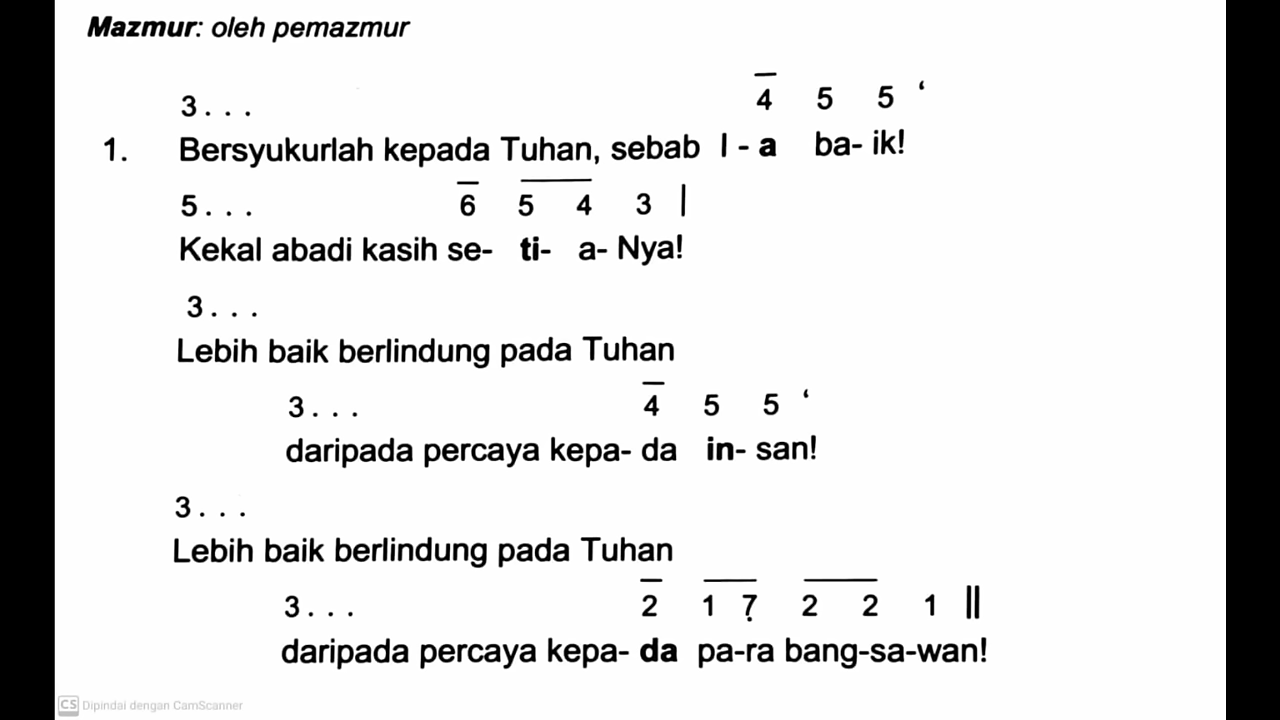 Mazmur: oleh pemazmur
3 . . . 4 5 5 ‘
1. Bersyukurlah kepada Tuhan, sebab I - a ba- ik!
5 . . . 6 5 4 3 |
Kekal abadi kasih se- ti- a- Nya!
3 . . .
Lebih baik berlindung pada Tuhan
3 . . . 4 5 5 ‘
daripada percaya kepa- da in- san!
3 . . .
Lebih baik berlindung pada Tuhan
3 . . . 2 1 7̣ 2 2 1 ||
daripada percaya kepa- da pa-ra bang-sa-wan!
CS Dipindai dengan CamScanner